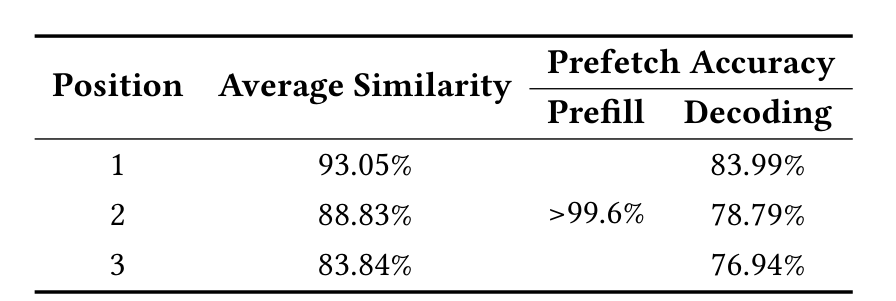 Position Average Similarity Prefetch Accuracy
Prefill Decoding
1 93.05% 83.99%
2 88.83% >99.6% 78.79%
3 83.84% 76.94%